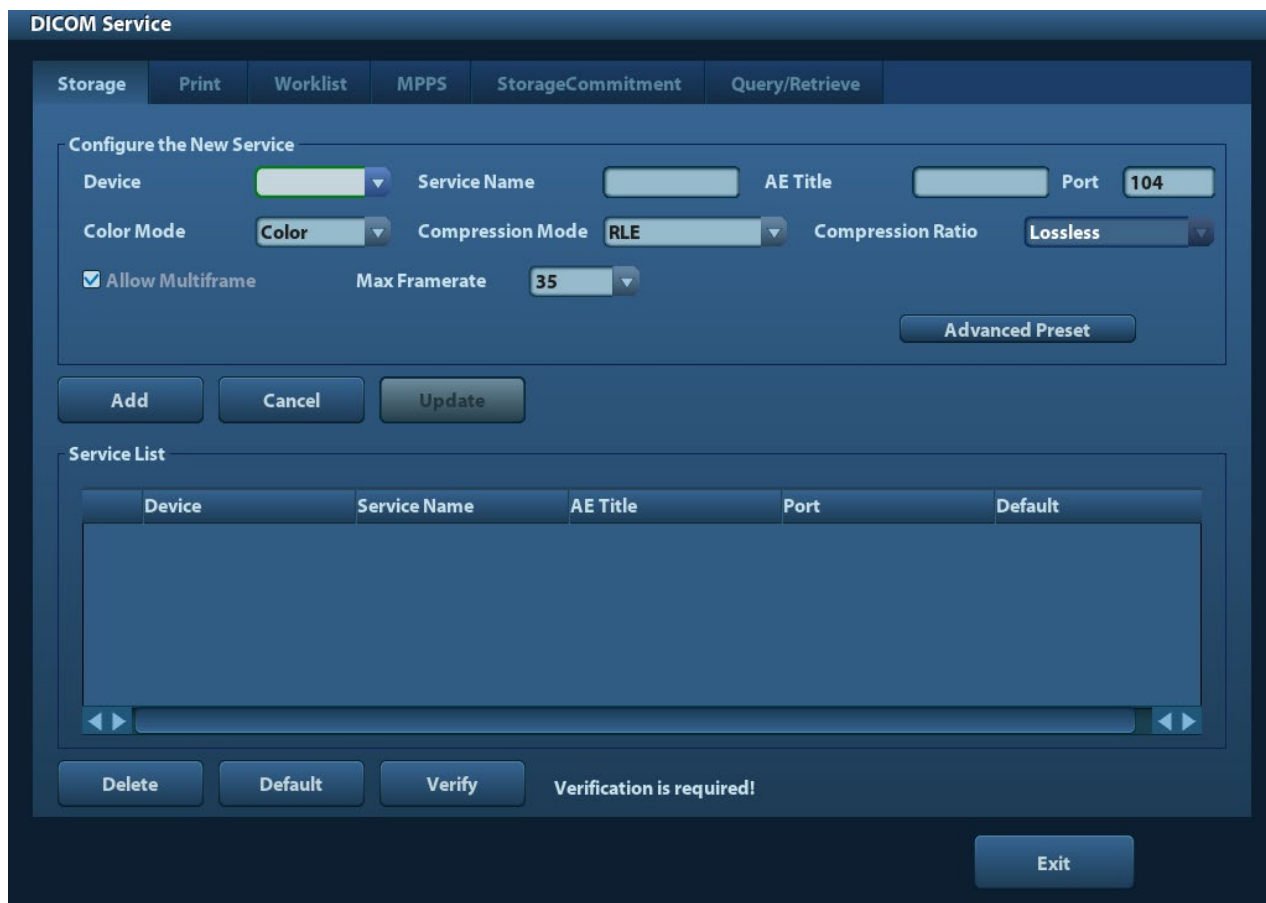 DICOM Service
Storage Print Worklist MPPS StorageCommitment Query/Retrieve
Configure the New Service
Device Service Name AE Title Port 104
Color Mode Color Compression Mode RLE Compression Ratio Lossless
Allow Multiframe Max Framerate 35
Advanced Preset
Add Cancel Update
Service List
Device Service Name AE Title Port Default
Delete Default Verify Verification is required!
Exit